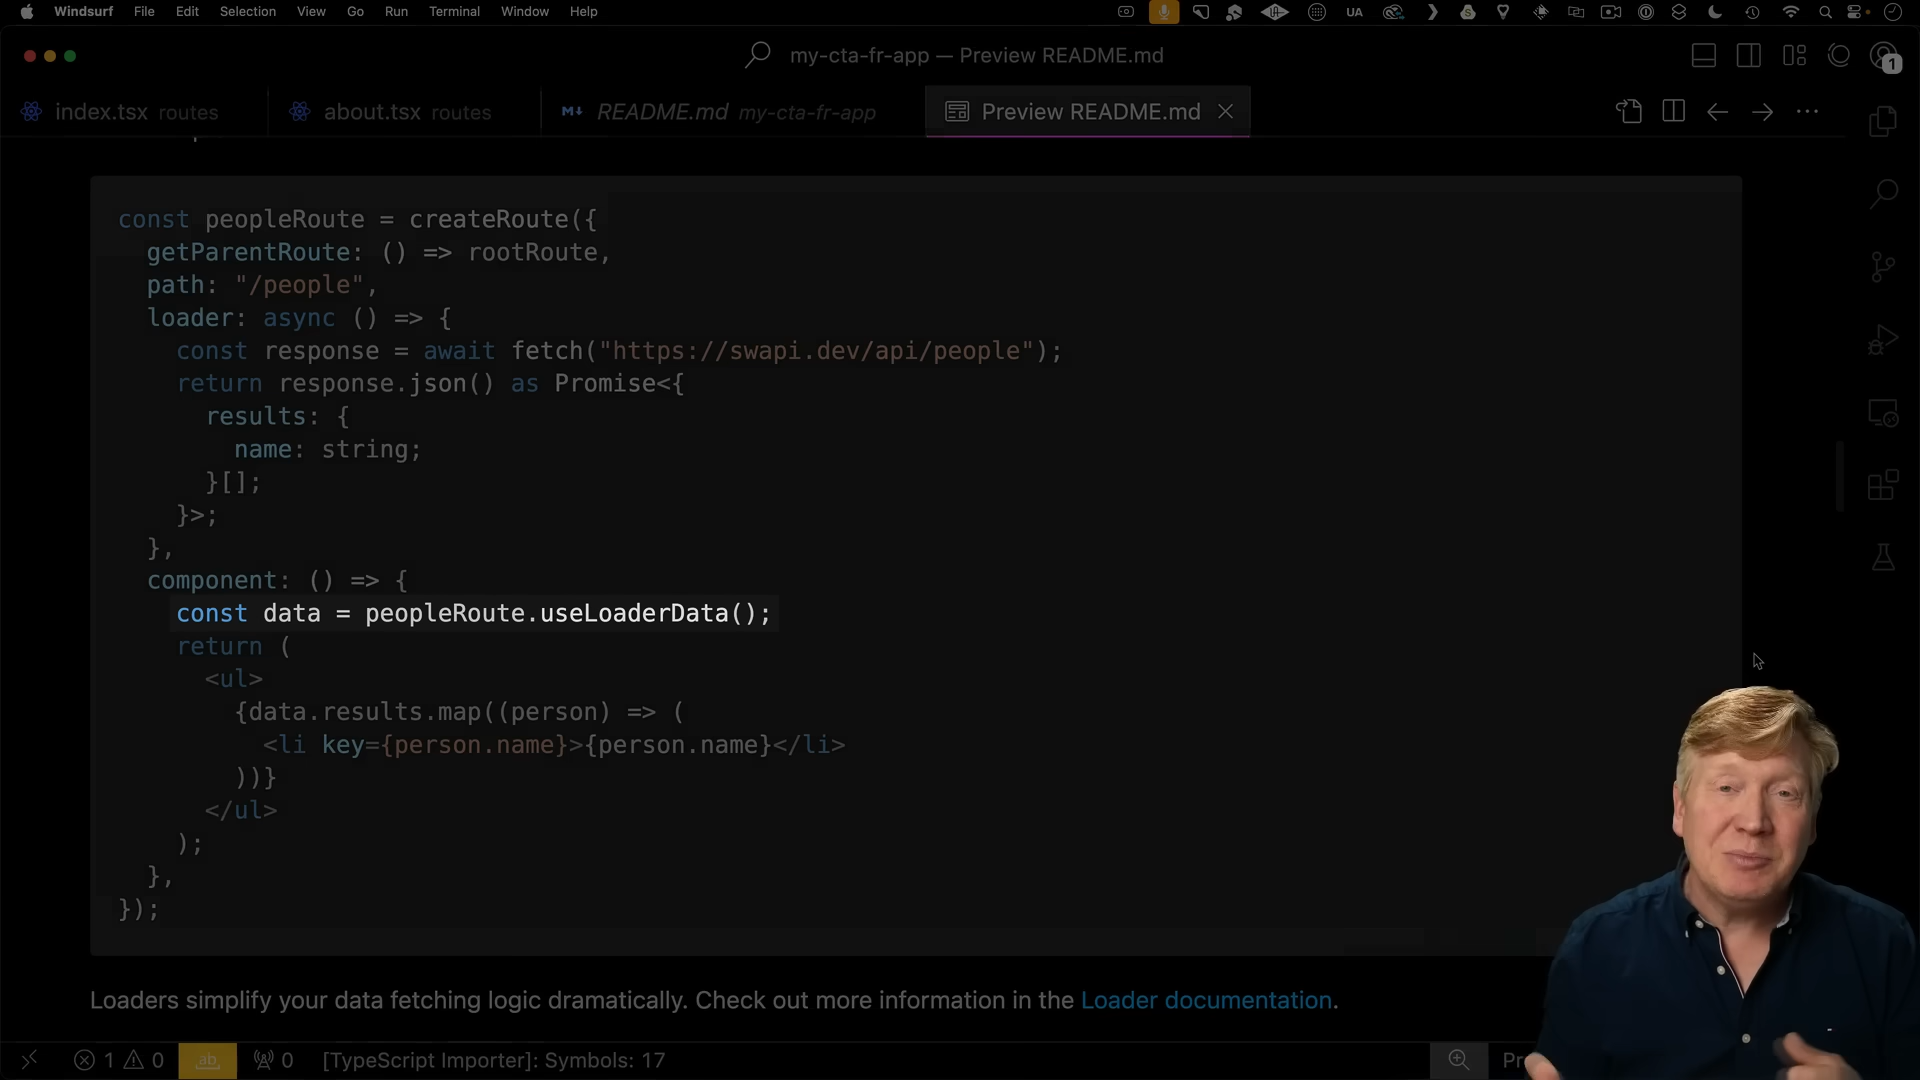 Windsurf File Edit Selection View Go Run Terminal Window Help UA
my-cta-fr-app — Preview README.md 1
index.tsx routes about.tsx routes README.md my-cta-fr-app Preview README.md
const peopleRoute = createRoute({
getParentRoute: () => rootRoute,
path: "/people",
loader: async () => {
const response = await fetch("https://swapi.dev/api/people");
return response.json() as Promise<{
results: {
name: string;
}[];
}>;
},
component: () => {
const data = peopleRoute.useLoaderData();
return (
<ul>
{data.results.map((person) => (
<li key={person.name}>{person.name}</li>
))}
</ul>
);
},
});
Loaders simplify your data fetching logic dramatically. Check out more information in the Loader documentation.
1 0 ab 0 [TypeScript Importer]: Symbols: 17